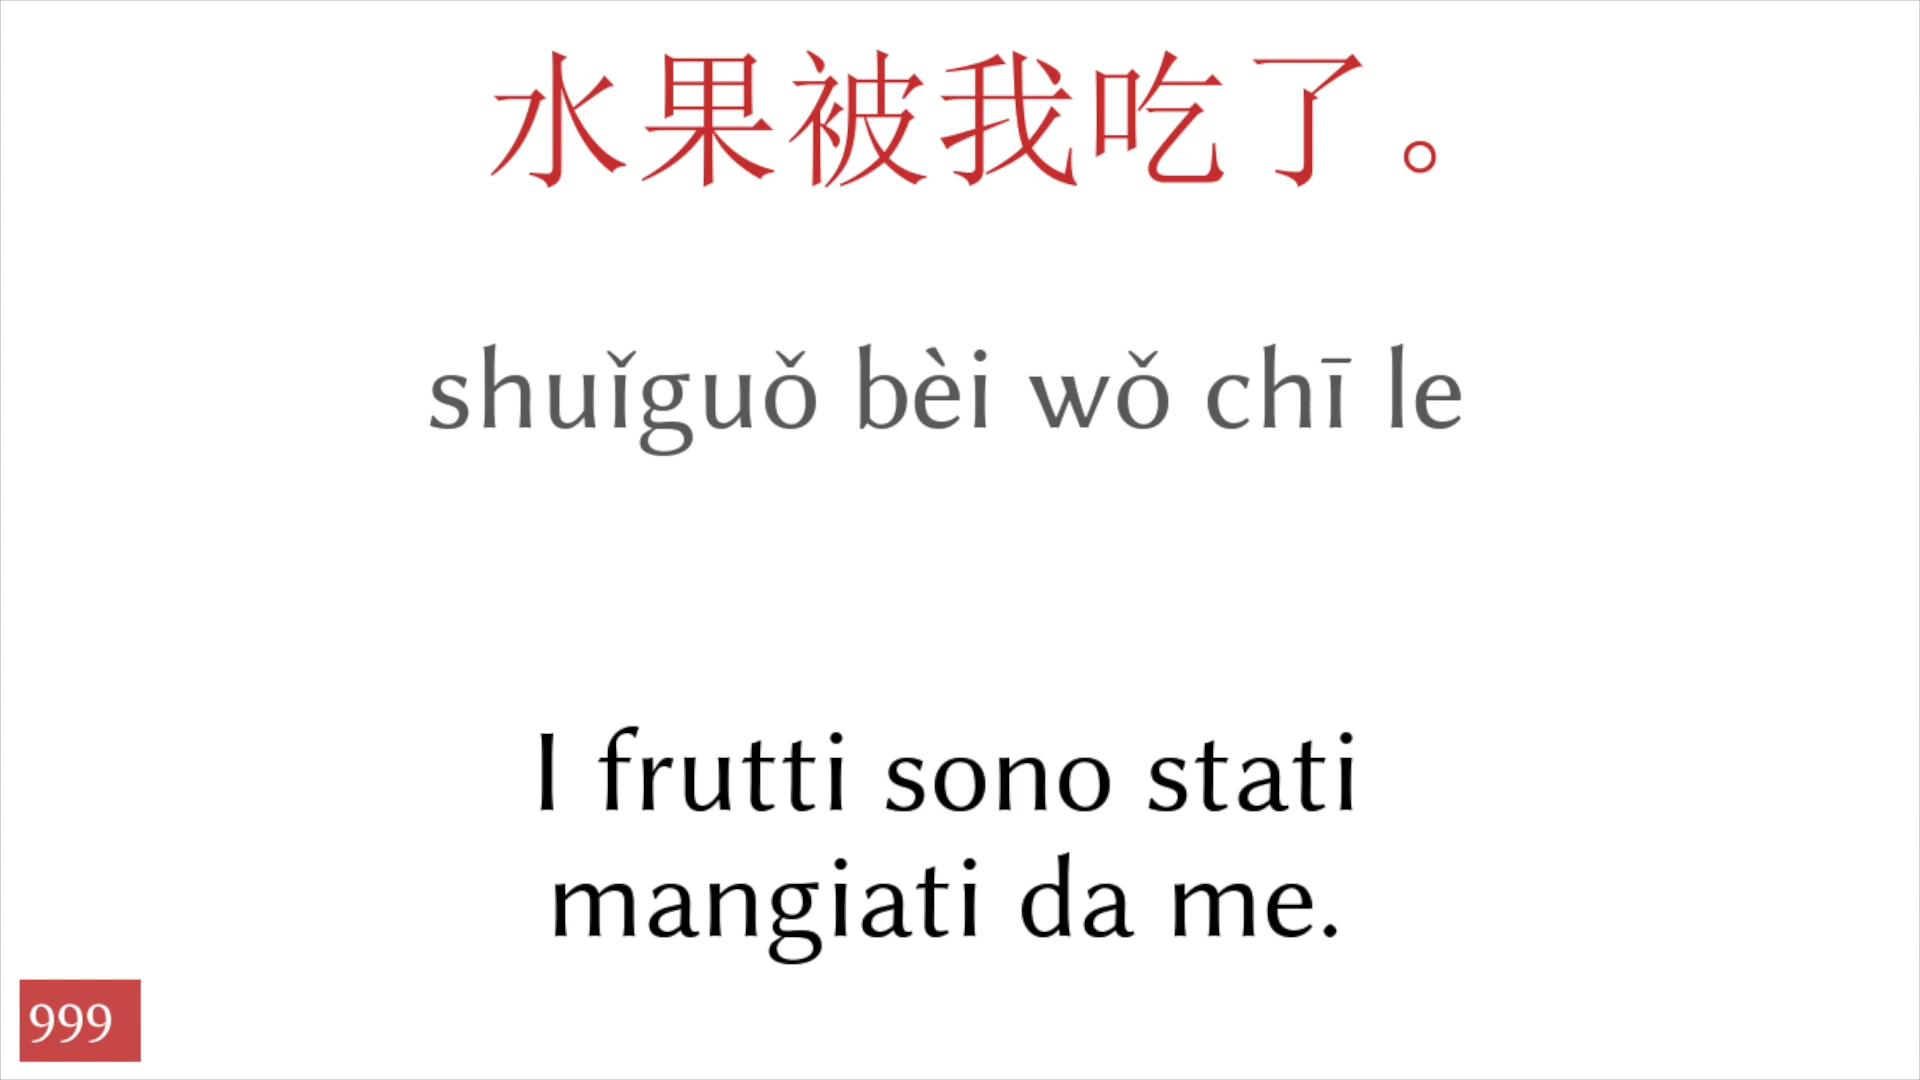 水果被我吃了。
shuǐguǒ bèi wǒ chī le
I frutti sono stati
mangiati da me.
999